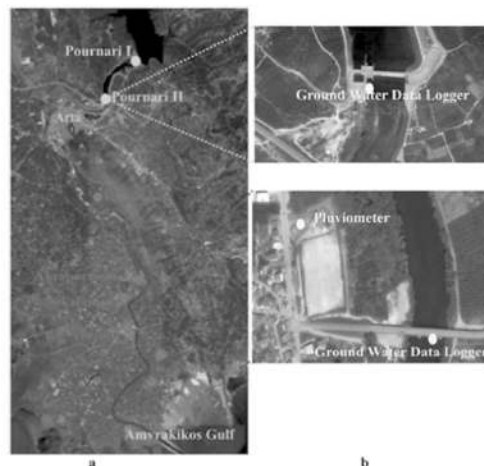 Pournari I
Pournari II
Arta
Amvrakikos Gulf
a
Ground Water Data Logger
Pluviometer
Ground Water Data Logger
b